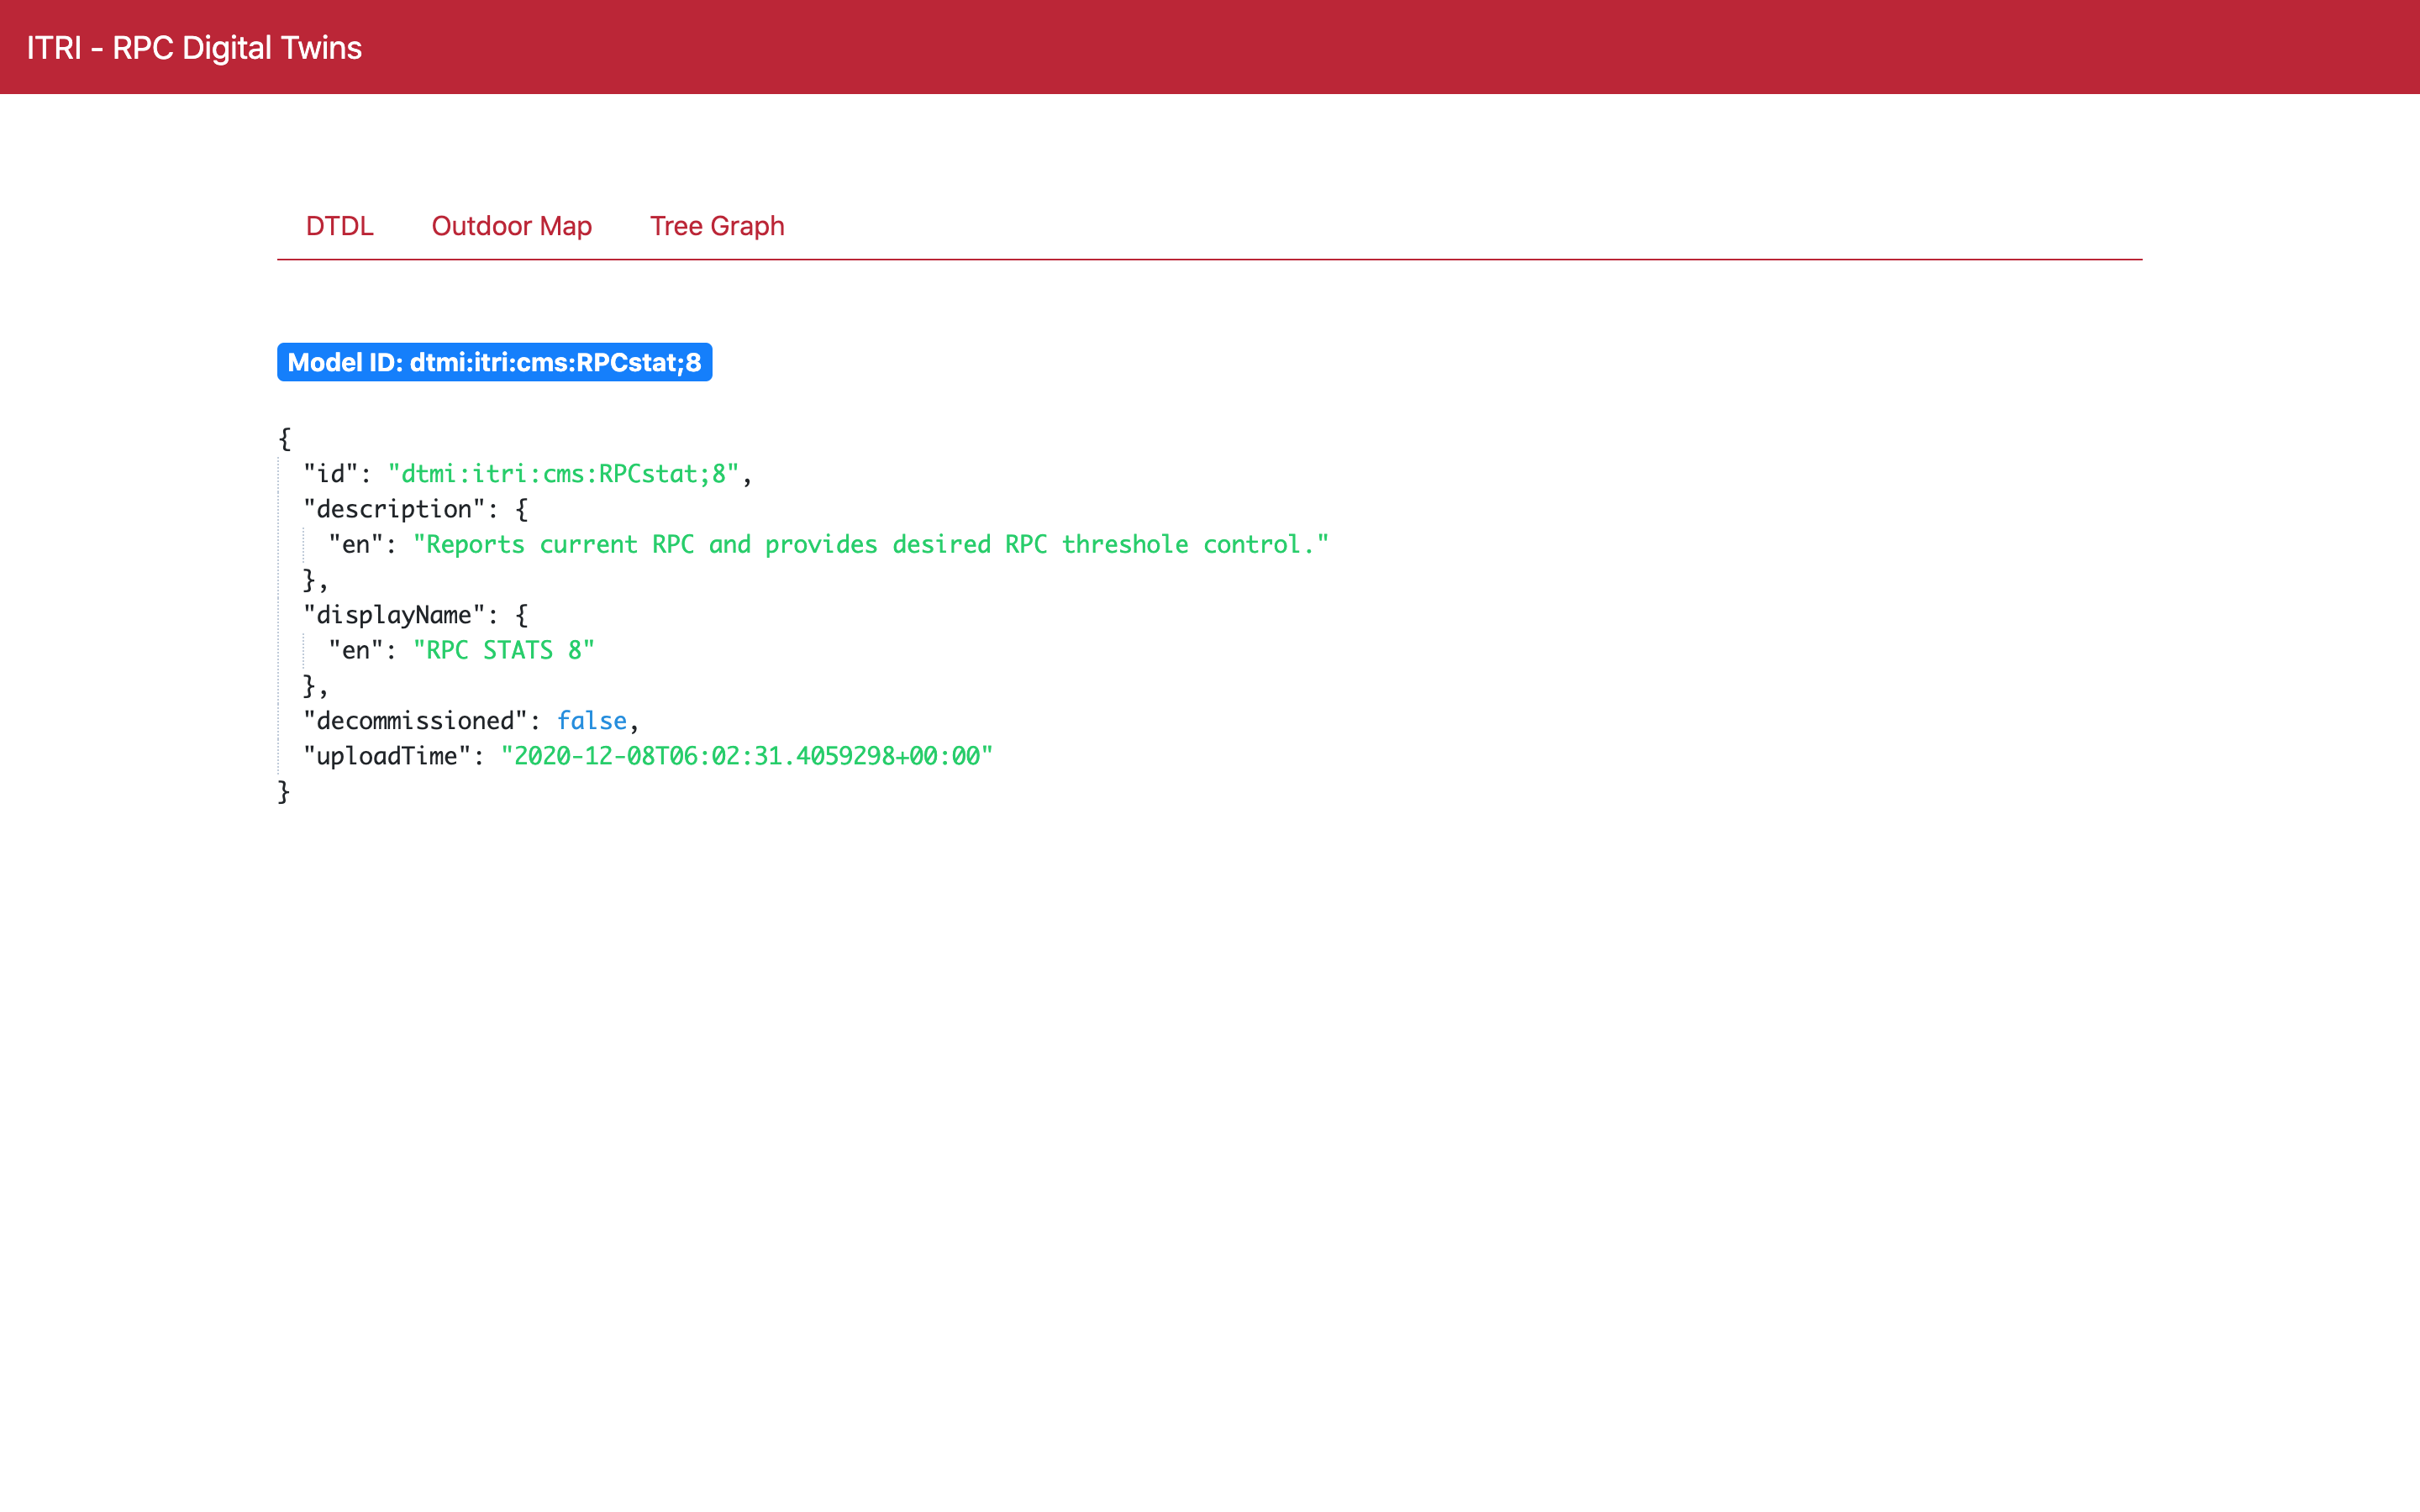 ITRI - RPC Digital Twins
DTDL Outdoor Map Tree Graph
Model ID: dtmi:itri:cms:RPCstat;8
{
"id": "dtmi:itri:cms:RPCstat;8",
"description": {
"en": "Reports current RPC and provides desired RPC threshole control."
},
"displayName": {
"en": "RPC STATS 8"
},
"decommissioned": false,
"uploadTime": "2020-12-08T06:02:31.4059298+00:00"
}